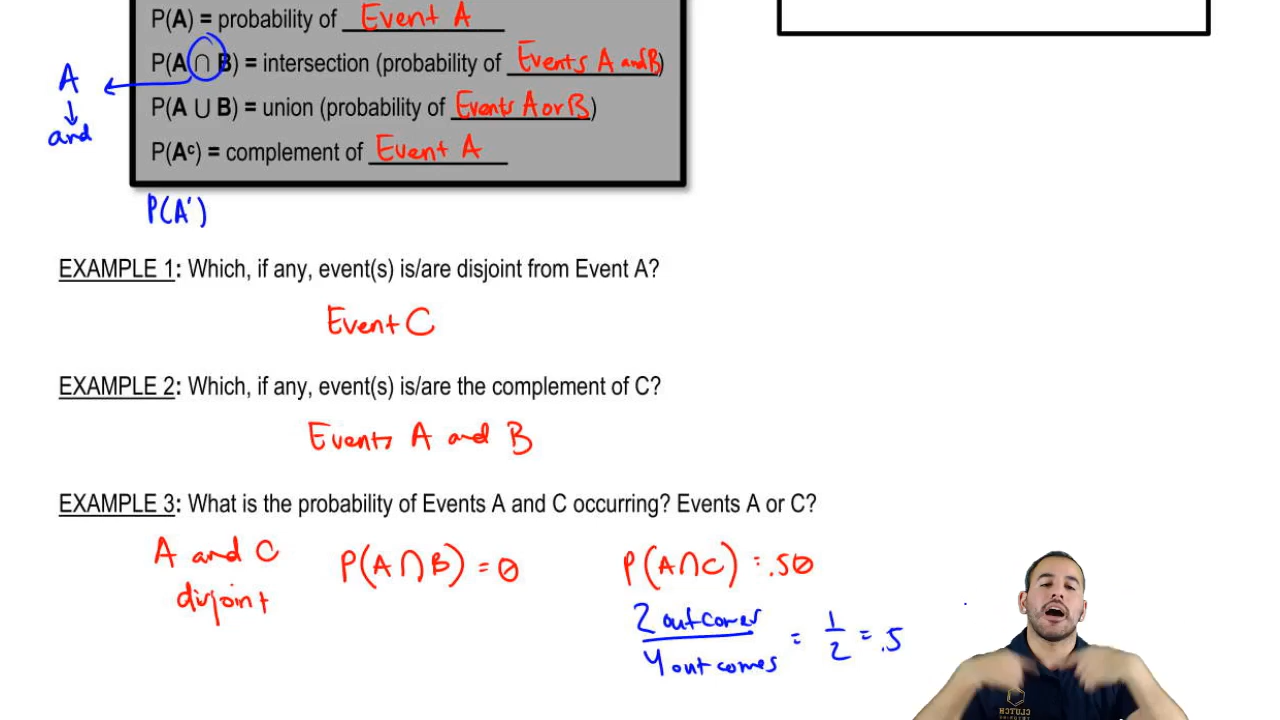 P(A) = probability of Event A
P(A ∩ B) = intersection (probability of Events A and B)
A
↓
and
P(A ∪ B) = union (probability of Events A or B)
P(Aᶜ) = complement of Event A
P(A')
EXAMPLE 1: Which, if any, event(s) is/are disjoint from Event A?
Event C
EXAMPLE 2: Which, if any, event(s) is/are the complement of C?
Events A and B
EXAMPLE 3: What is the probability of Events A and C occurring? Events A or C?
A and C
disjoint
P(A∩B) = 0
P(A∩C) = .50
2 outcomes
4 outcomes
= 1/2 = .5
CLUTCH